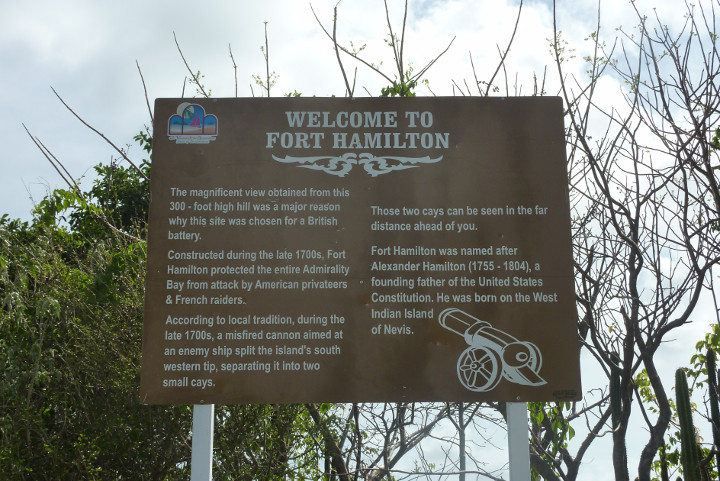 WELCOME TO
FORT HAMILTON
The magnificent view obtained from this
300 - foot high hill was a major reason
why this site was chosen for a British
battery.
Constructed during the late 1700s, Fort
Hamilton protected the entire Admirality
Bay from attack by American privateers
& French raiders.
According to local tradition, during the
late 1700s, a misfired cannon aimed at
an enemy ship split the island's south
western tip, separating it into two
small cays.
Those two cays can be seen in the far
distance ahead of you.
Fort Hamilton was named after
Alexander Hamilton (1755 - 1804), a
founding father of the United States
Constitution. He was born on the West
Indian Island
of Nevis.